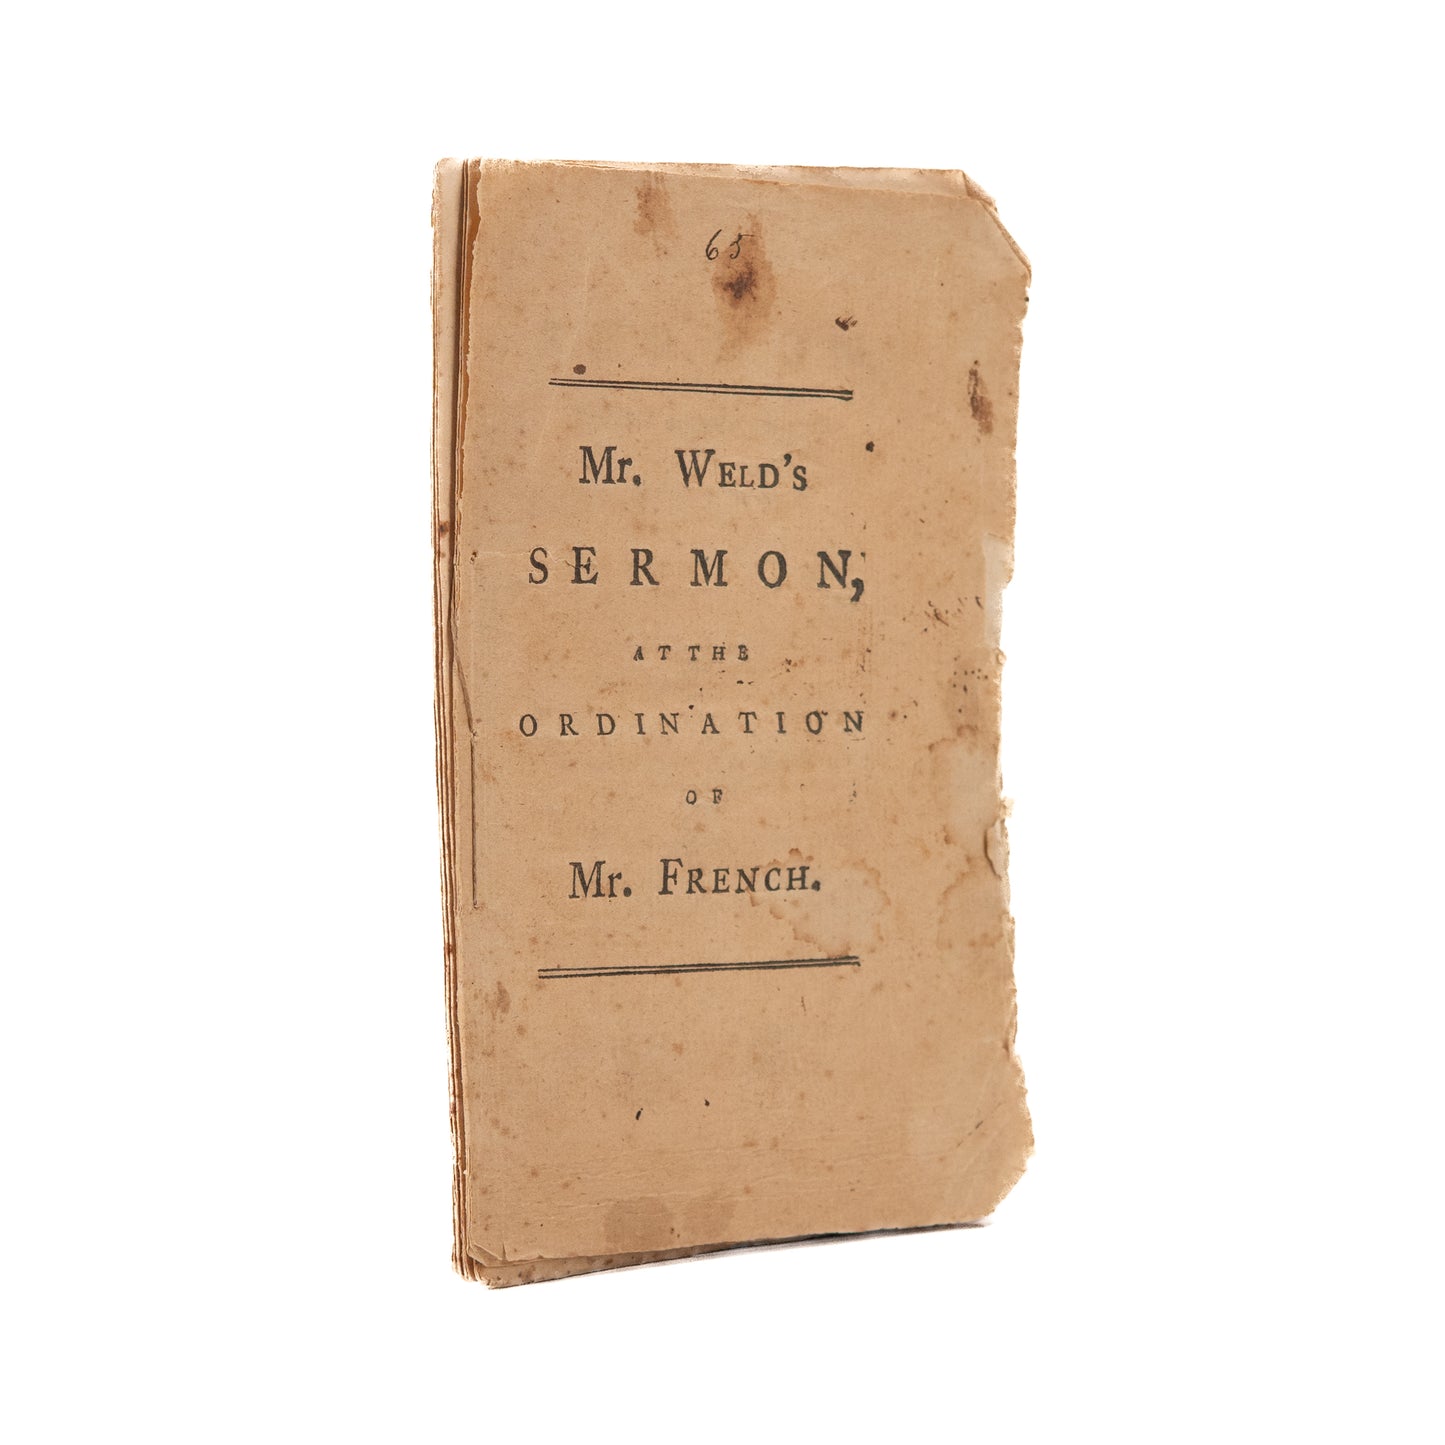 65
Mr. WELD'S
SERMON,
AT THE
ORDINATION
OF
Mr. FRENCH.